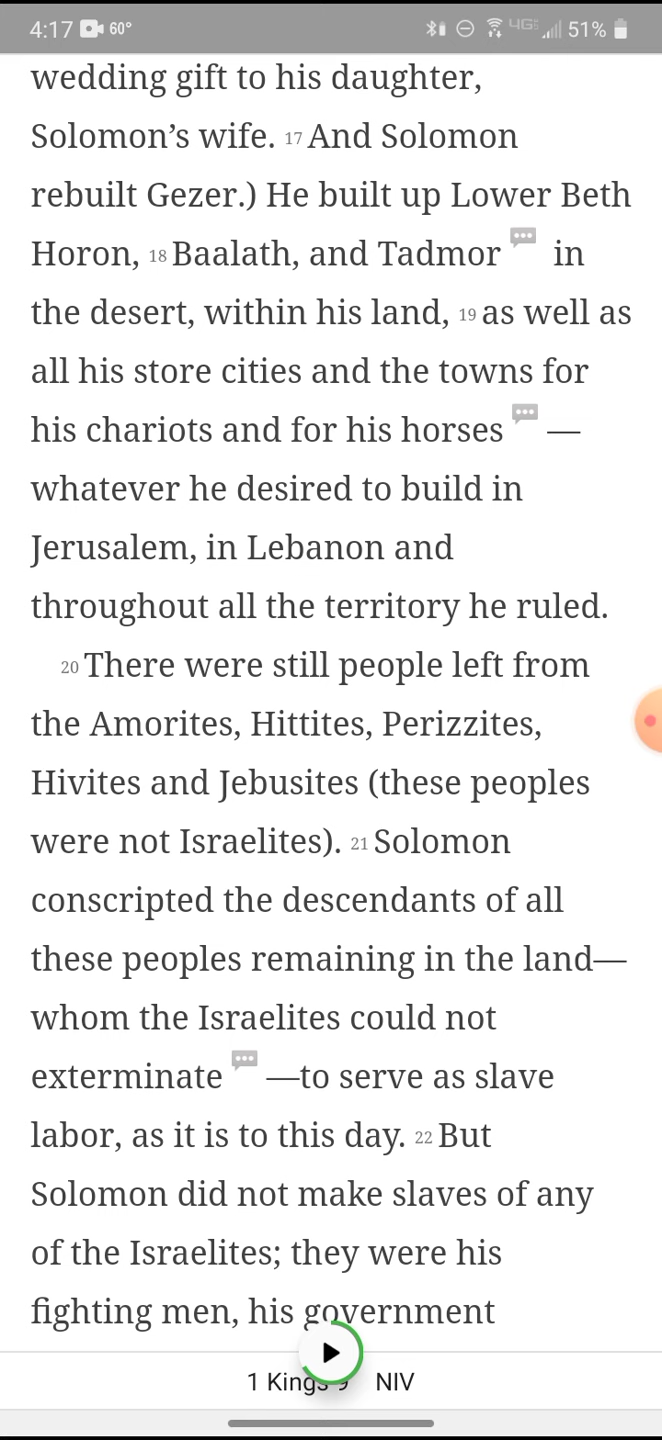 4:17 60° 4GE 51%
wedding gift to his daughter,
Solomon’s wife. 17 And Solomon
rebuilt Gezer.) He built up Lower Beth
Horon, 18 Baalath, and Tadmor in
the desert, within his land, 19 as well as
all his store cities and the towns for
his chariots and for his horses —
whatever he desired to build in
Jerusalem, in Lebanon and
throughout all the territory he ruled.
20 There were still people left from
the Amorites, Hittites, Perizzites,
Hivites and Jebusites (these peoples
were not Israelites). 21 Solomon
conscripted the descendants of all
these peoples remaining in the land—
whom the Israelites could not
exterminate —to serve as slave
labor, as it is to this day. 22 But
Solomon did not make slaves of any
of the Israelites; they were his
fighting men, his government
1 Kings 9 NIV